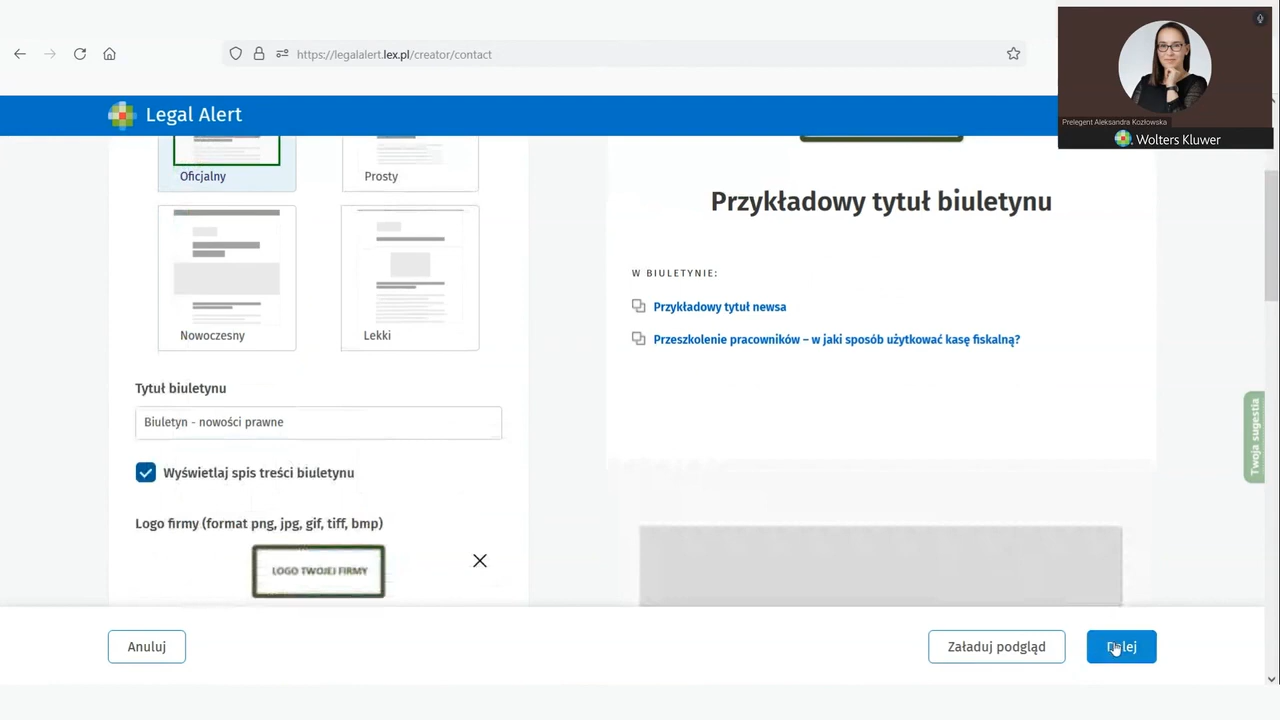 https://legalalert.lex.pl/creator/contact
Prelegent Aleksandra Kozłowska
Wolters Kluwer
Legal Alert
Oficjalny
Prosty
Nowoczesny
Lekki
Tytuł biuletynu
Biuletyn - nowości prawne
Wyświetlaj spis treści biuletynu
Logo firmy (format png, jpg, gif, tiff, bmp)
LOGO TWOJEJ FIRMY
Przykładowy tytuł biuletynu
W BIULETYNIE:
Przykładowy tytuł newsa
Przeszkolenie pracowników – w jaki sposób użytkować kasę fiskalną?
Twoja sugestia
Anuluj
Załaduj podgląd
Dalej